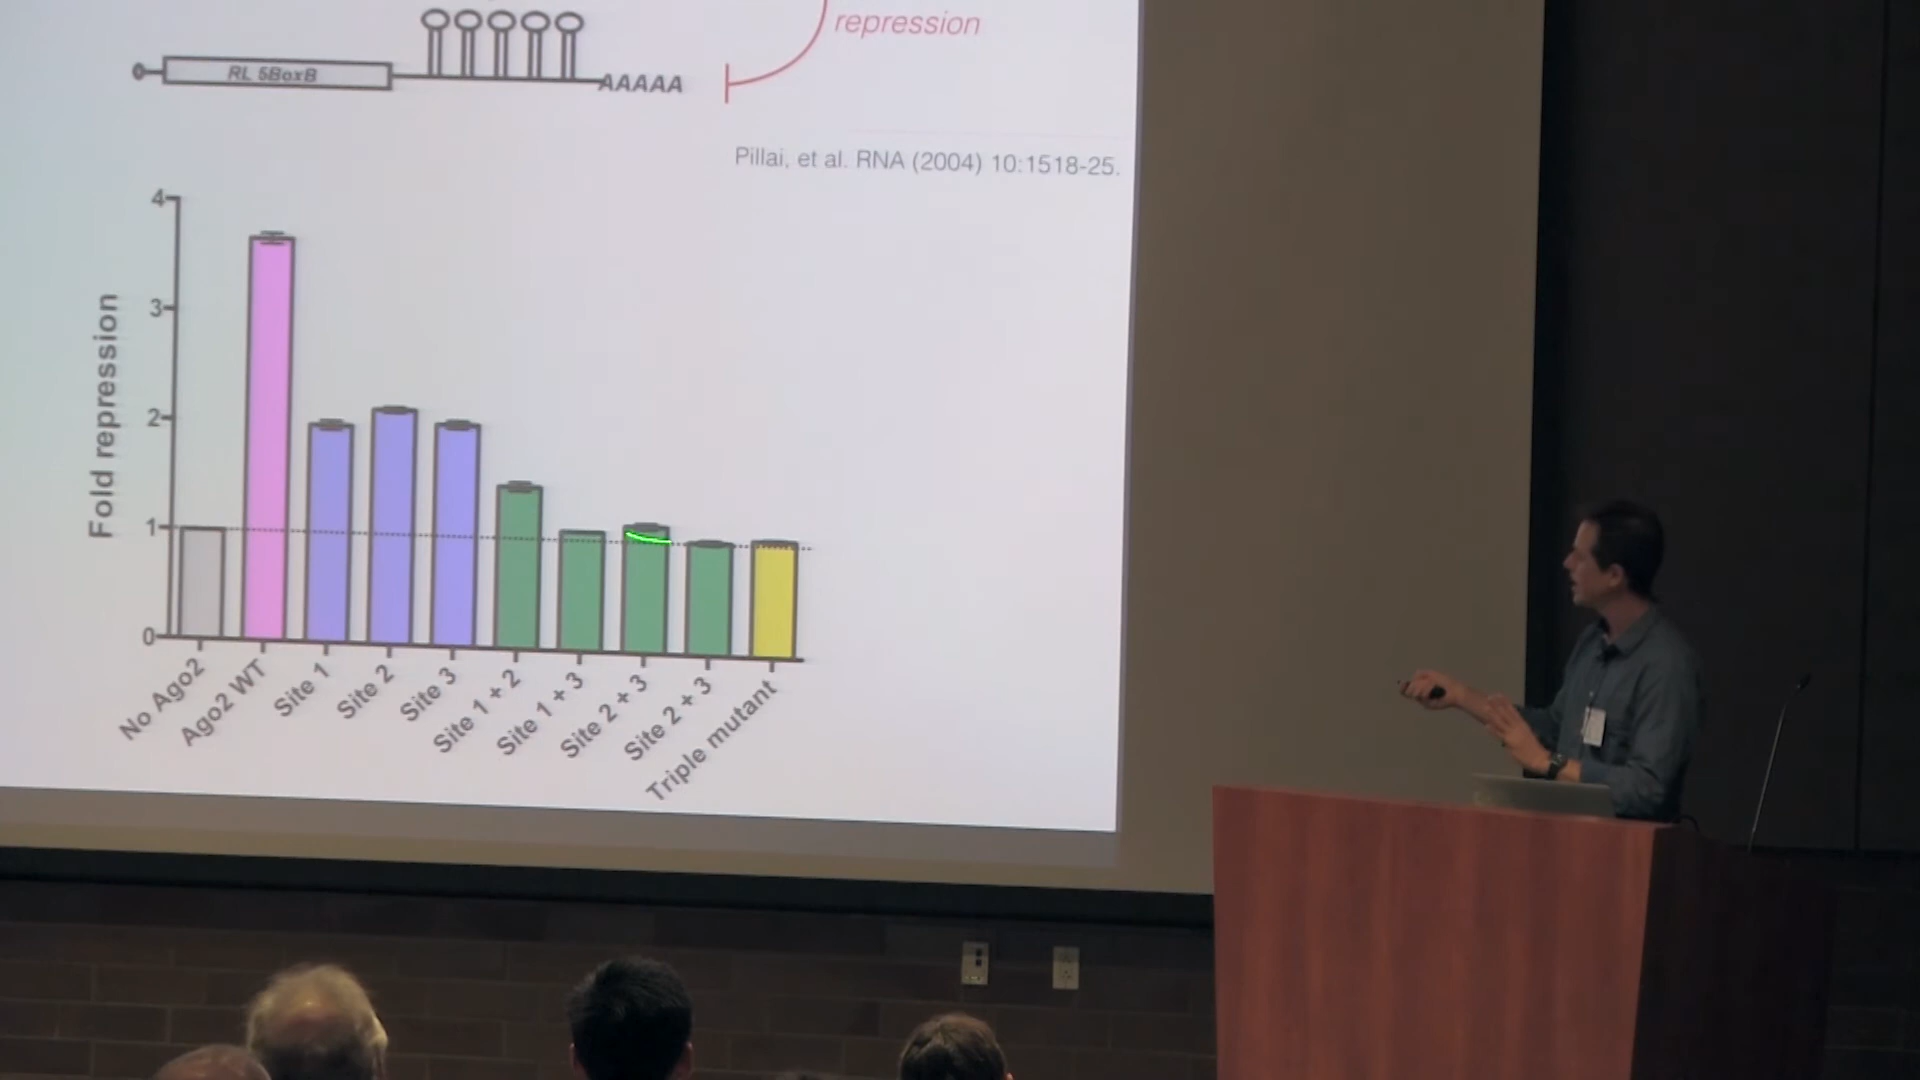 repression
RL 5BoxB
AAAAA
Pillai, et al. RNA (2004) 10:1518-25.
4
3
2
1
0
Fold repression
No Ago2
Ago2 WT
Site 1
Site 2
Site 3
Site 1 + 2
Site 1 + 3
Site 2 + 3
Site 2 + 3
Triple mutant